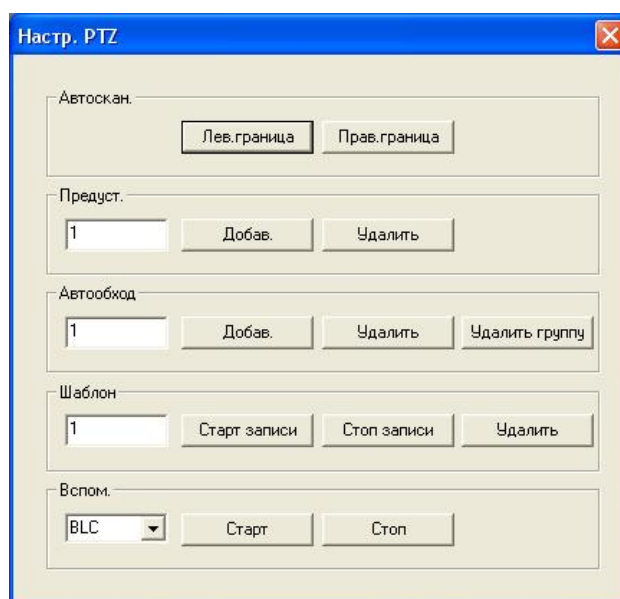 Настр. PTZ
Автоскан.
Лев.граница Прав.граница
Предуст.
1 Добав. Удалить
Автообход
1 Добав. Удалить Удалить группу
Шаблон
1 Старт записи Стоп записи Удалить
Вспом.
BLC Старт Стоп